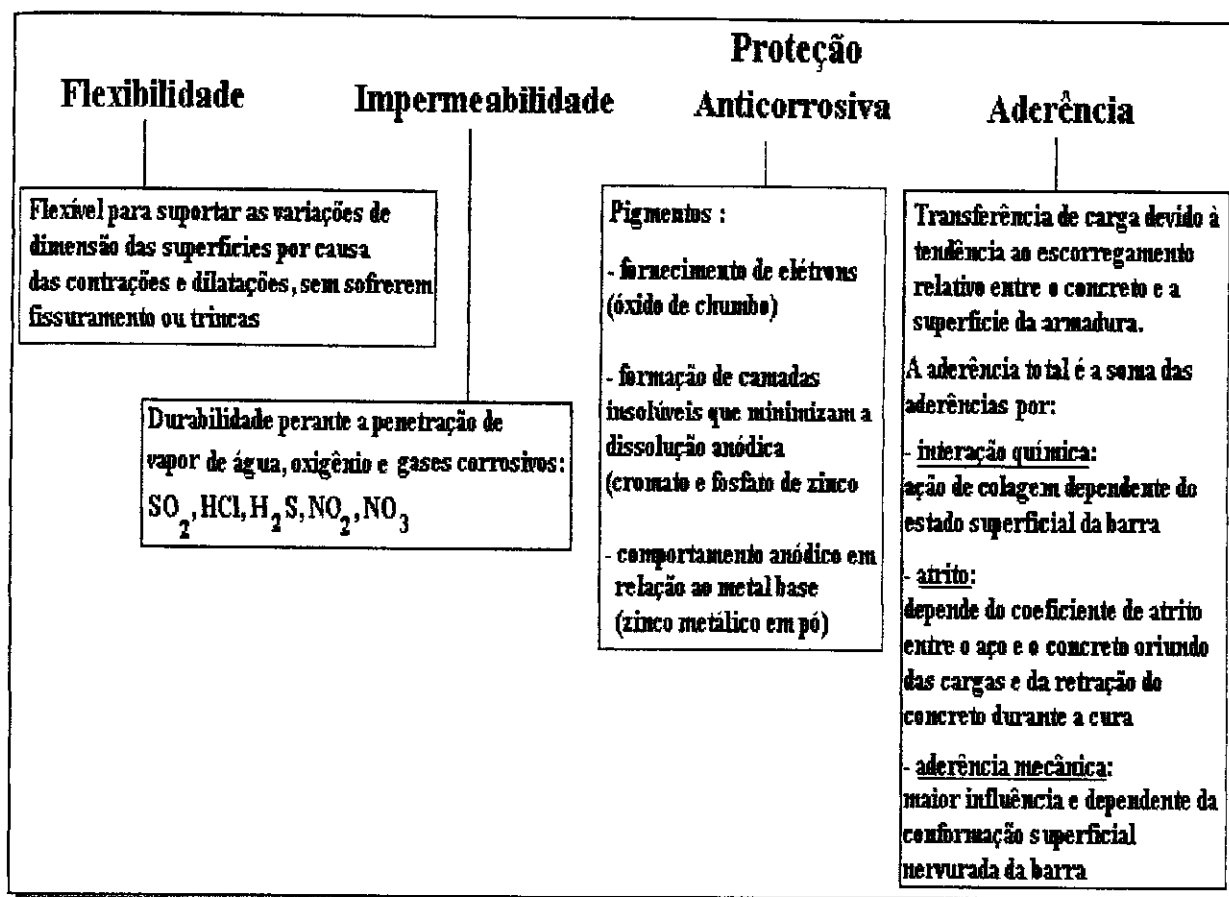 Flexibilidade
Flexível para suportar as variações de
dimensão das superfícies por causa
das contrações e dilatações, sem sofrerem
fissuramento ou trincas
Impermeabilidade
Durabilidade perante a penetração de
vapor de água, oxigênio e gases corrosivos:
SO₂, HCl, H₂S, NO₂, NO₃
Proteção
Anticorrosiva
Pigmentos :
- fornecimento de elétrons
(óxido de chumbo)
- formação de camadas
insolúveis que minimizam a
dissolução anódica
(cromato e fosfato de zinco
- comportamento anódico em
relação ao metal base
(zinco metálico em pó)
Aderência
Transferência de carga devido à
tendência ao escorregamento
relativo entre o concreto e a
superfície da armadura.
A aderência total é a soma das
aderências por:
- interação química:
ação de colagem dependente do
estado superficial da barra
- atrito:
depende do coeficiente de atrito
entre o aço e o concreto oriundo
das cargas e da retração do
concreto durante a cura
- aderência mecânica:
maior influência e dependente da
conformação superficial
nervurada da barra